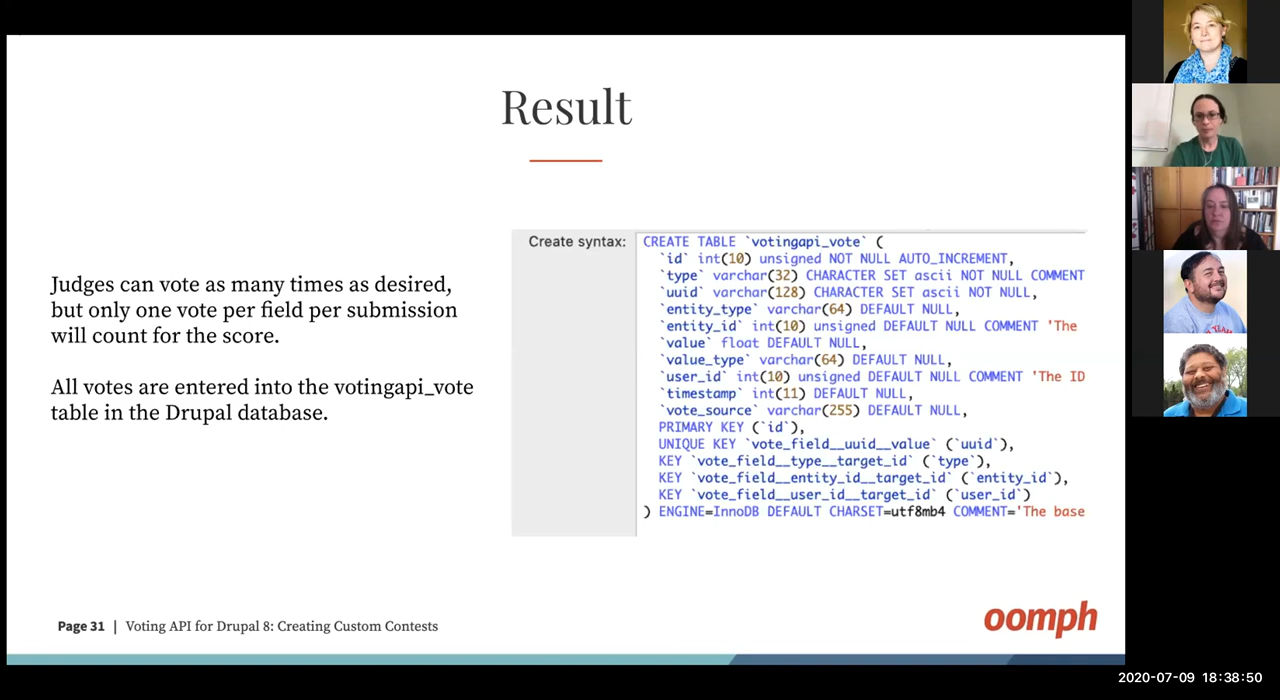 Result
Judges can vote as many times as desired,
but only one vote per field per submission
will count for the score.
All votes are entered into the votingapi_vote
table in the Drupal database.
Create syntax:
CREATE TABLE `votingapi_vote` (
`id` int(10) unsigned NOT NULL AUTO_INCREMENT,
`type` varchar(32) CHARACTER SET ascii NOT NULL COMMENT
`uuid` varchar(128) CHARACTER SET ascii NOT NULL,
`entity_type` varchar(64) DEFAULT NULL,
`entity_id` int(10) unsigned DEFAULT NULL COMMENT 'The
`value` float DEFAULT NULL,
`value_type` varchar(64) DEFAULT NULL,
`user_id` int(10) unsigned DEFAULT NULL COMMENT 'The ID
`timestamp` int(11) DEFAULT NULL,
`vote_source` varchar(255) DEFAULT NULL,
PRIMARY KEY (`id`),
UNIQUE KEY `vote_field__uuid__value` (`uuid`),
KEY `vote_field__type__target_id` (`type`),
KEY `vote_field__entity_id__target_id` (`entity_id`),
KEY `vote_field__user_id__target_id` (`user_id`)
) ENGINE=InnoDB DEFAULT CHARSET=utf8mb4 COMMENT='The base
Page 31 | Voting API for Drupal 8: Creating Custom Contests
oomph
2020-07-09 18:38:50